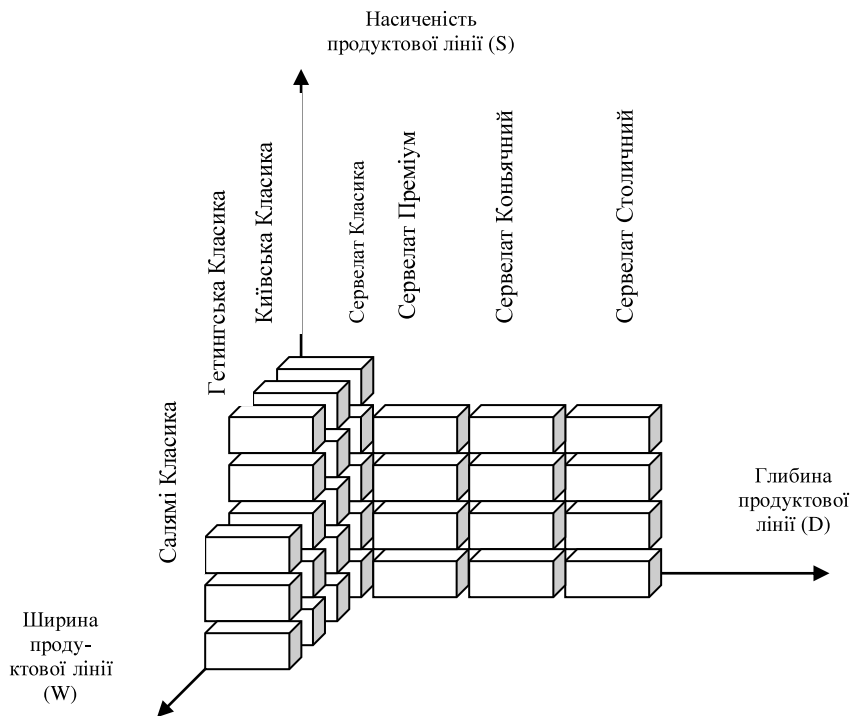 Насиченість
продуктової лінії (S)
Салямі Класика
Гетингська Класика
Київська Класика
Сервелат Класика
Сервелат Преміум
Сервелат Коньячний
Сервелат Столичний
Глибина
продуктової
лінії (D)
Ширина
проду-
ктової лінії
(W)